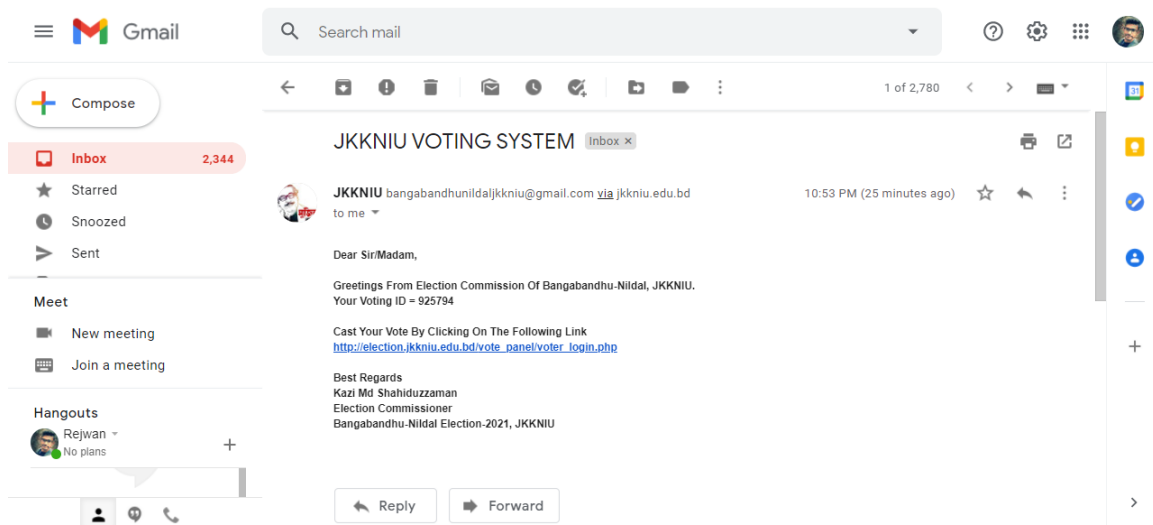 Gmail
Search mail
Compose
1 of 2,780
31
JKKNIU VOTING SYSTEM Inbox ×
Inbox 2,344
Starred
Snoozed
Sent
JKKNIU bangabandhunildaljkkniu@gmail.com via jkkniu.edu.bd 10:53 PM (25 minutes ago)
to me
Dear Sir/Madam,
Greetings From Election Commission Of Bangabandhu-Nildal, JKKNIU.
Your Voting ID = 925794
Cast Your Vote By Clicking On The Following Link
http://election.jkkniu.edu.bd/vote_panel/voter_login.php
Best Regards
Kazi Md Shahiduzzaman
Election Commissioner
Bangabandhu-Nildal Election-2021, JKKNIU
Meet
New meeting
Join a meeting
Hangouts
Rejwan
No plans
Reply
Forward